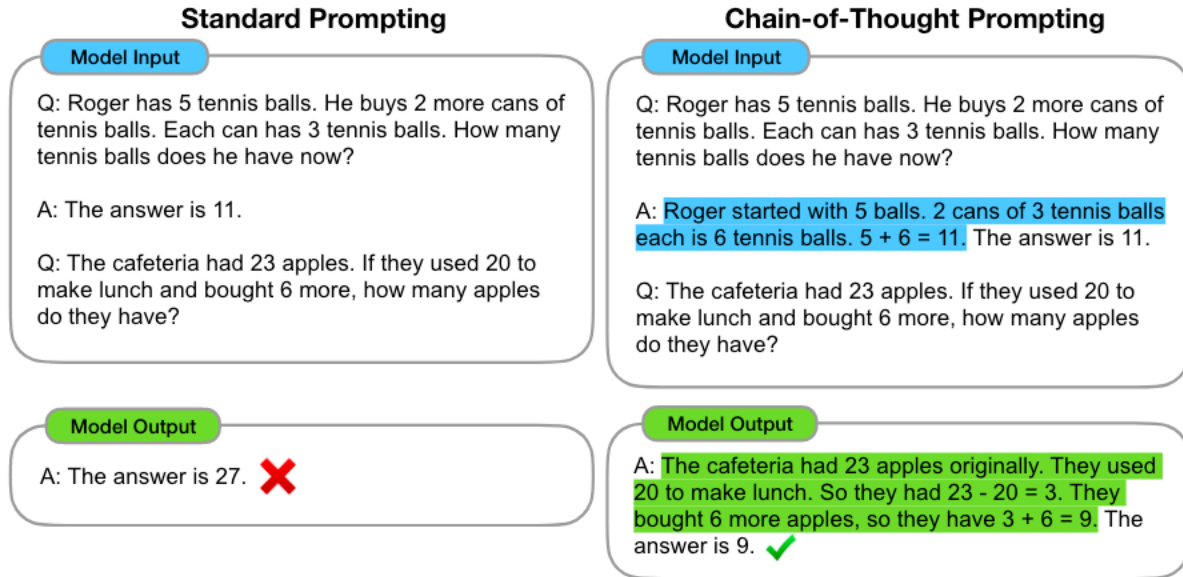 Standard Prompting
Model Input
Q: Roger has 5 tennis balls. He buys 2 more cans of
tennis balls. Each can has 3 tennis balls. How many
tennis balls does he have now?
A: The answer is 11.
Q: The cafeteria had 23 apples. If they used 20 to
make lunch and bought 6 more, how many apples
do they have?
Model Output
A: The answer is 27.
Chain-of-Thought Prompting
Model Input
Q: Roger has 5 tennis balls. He buys 2 more cans of
tennis balls. Each can has 3 tennis balls. How many
tennis balls does he have now?
A: Roger started with 5 balls. 2 cans of 3 tennis balls
each is 6 tennis balls. 5 + 6 = 11. The answer is 11.
Q: The cafeteria had 23 apples. If they used 20 to
make lunch and bought 6 more, how many apples
do they have?
Model Output
A: The cafeteria had 23 apples originally. They used
20 to make lunch. So they had 23 - 20 = 3. They
bought 6 more apples, so they have 3 + 6 = 9. The
answer is 9.